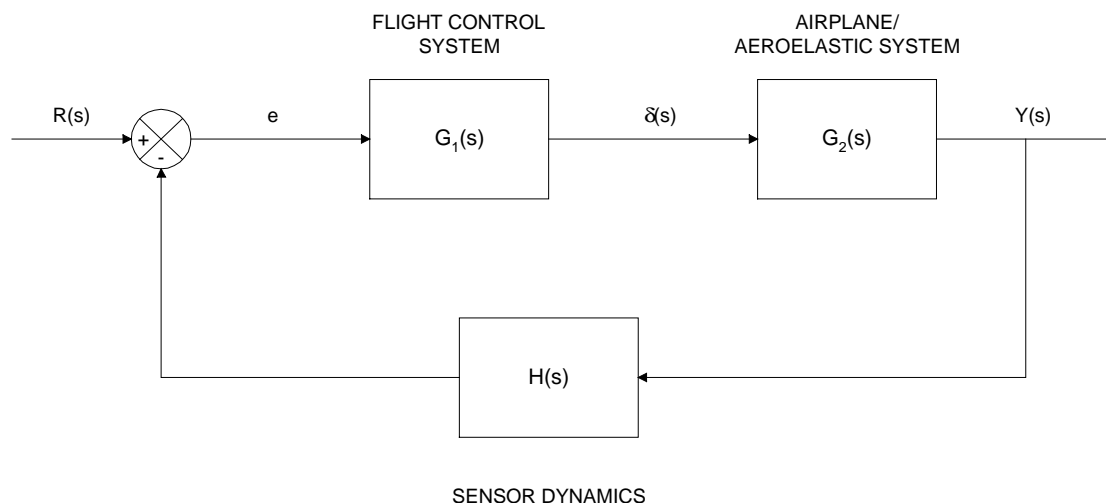 FLIGHT CONTROL
SYSTEM
AIRPLANE/
AEROELASTIC SYSTEM
R(s)
+
-
e
G1(s)
δ(s)
G2(s)
Y(s)
H(s)
SENSOR DYNAMICS